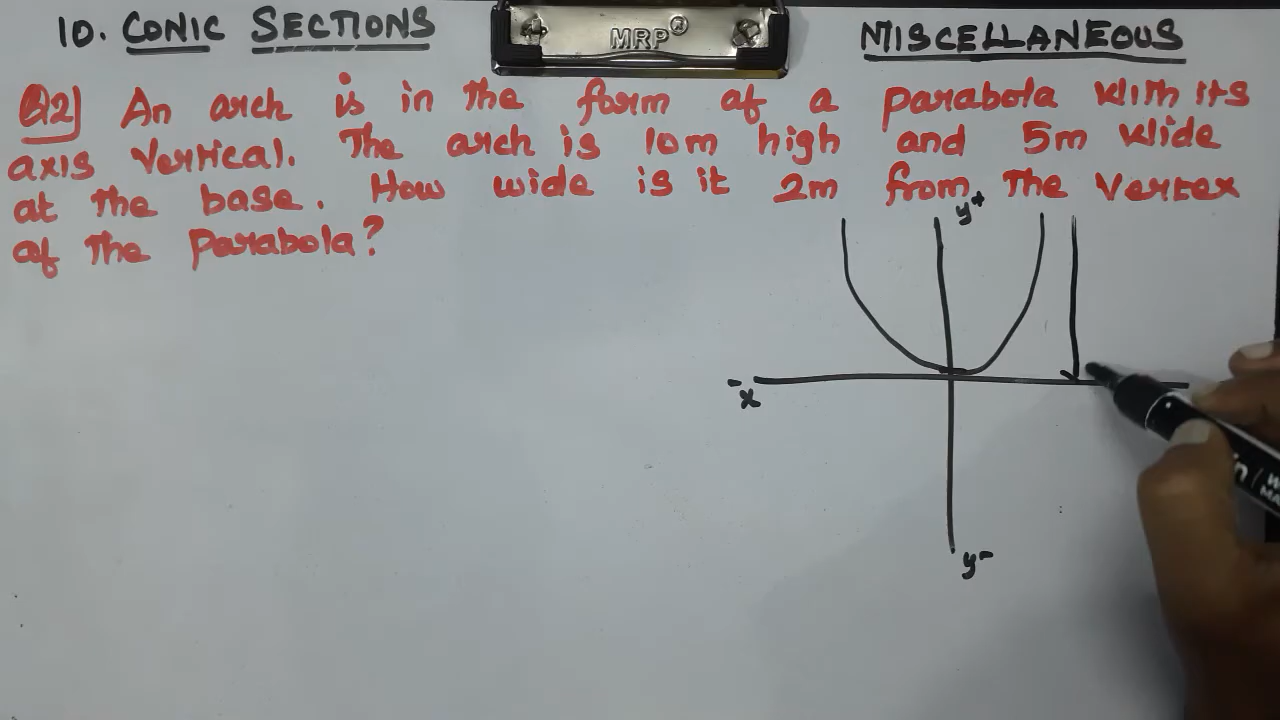 10. CONIC SECTIONS
MRP®
MISCELLANEOUS
Q2] An arch is in the form of a parabola with its
axis vertical. The arch is 10m high and 5m wide
at the base. How wide is it 2m from the vertex
of the parabola?
y+
-x
y-